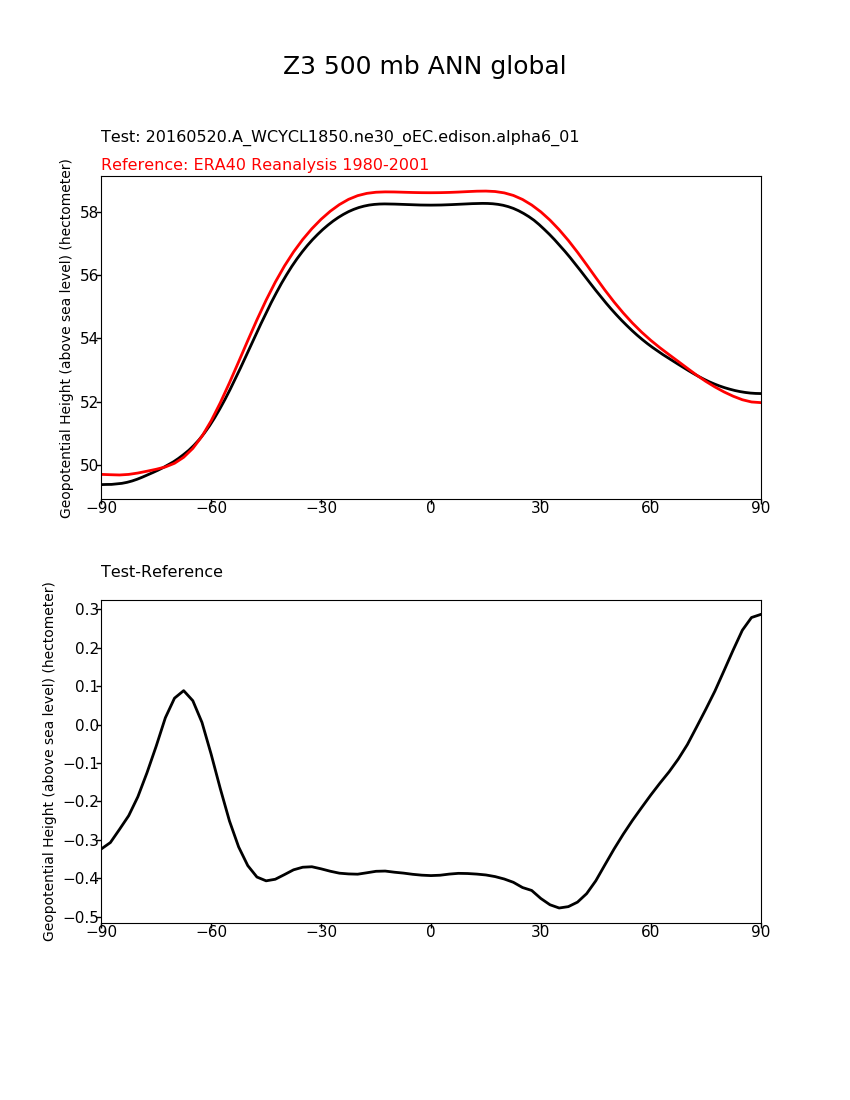 Z3 500 mb ANN global
Test: 20160520.A_WCYCL1850.ne30_oEC.edison.alpha6_01
Reference: ERA40 Reanalysis 1980-2001
Geopotential Height (above sea level) (hectometer)
58
56
54
52
50
−90 −60 −30 0 30 60 90
Test-Reference
Geopotential Height (above sea level) (hectometer)
0.3
0.2
0.1
0.0
−0.1
−0.2
−0.3
−0.4
−0.5
−90 −60 −30 0 30 60 90